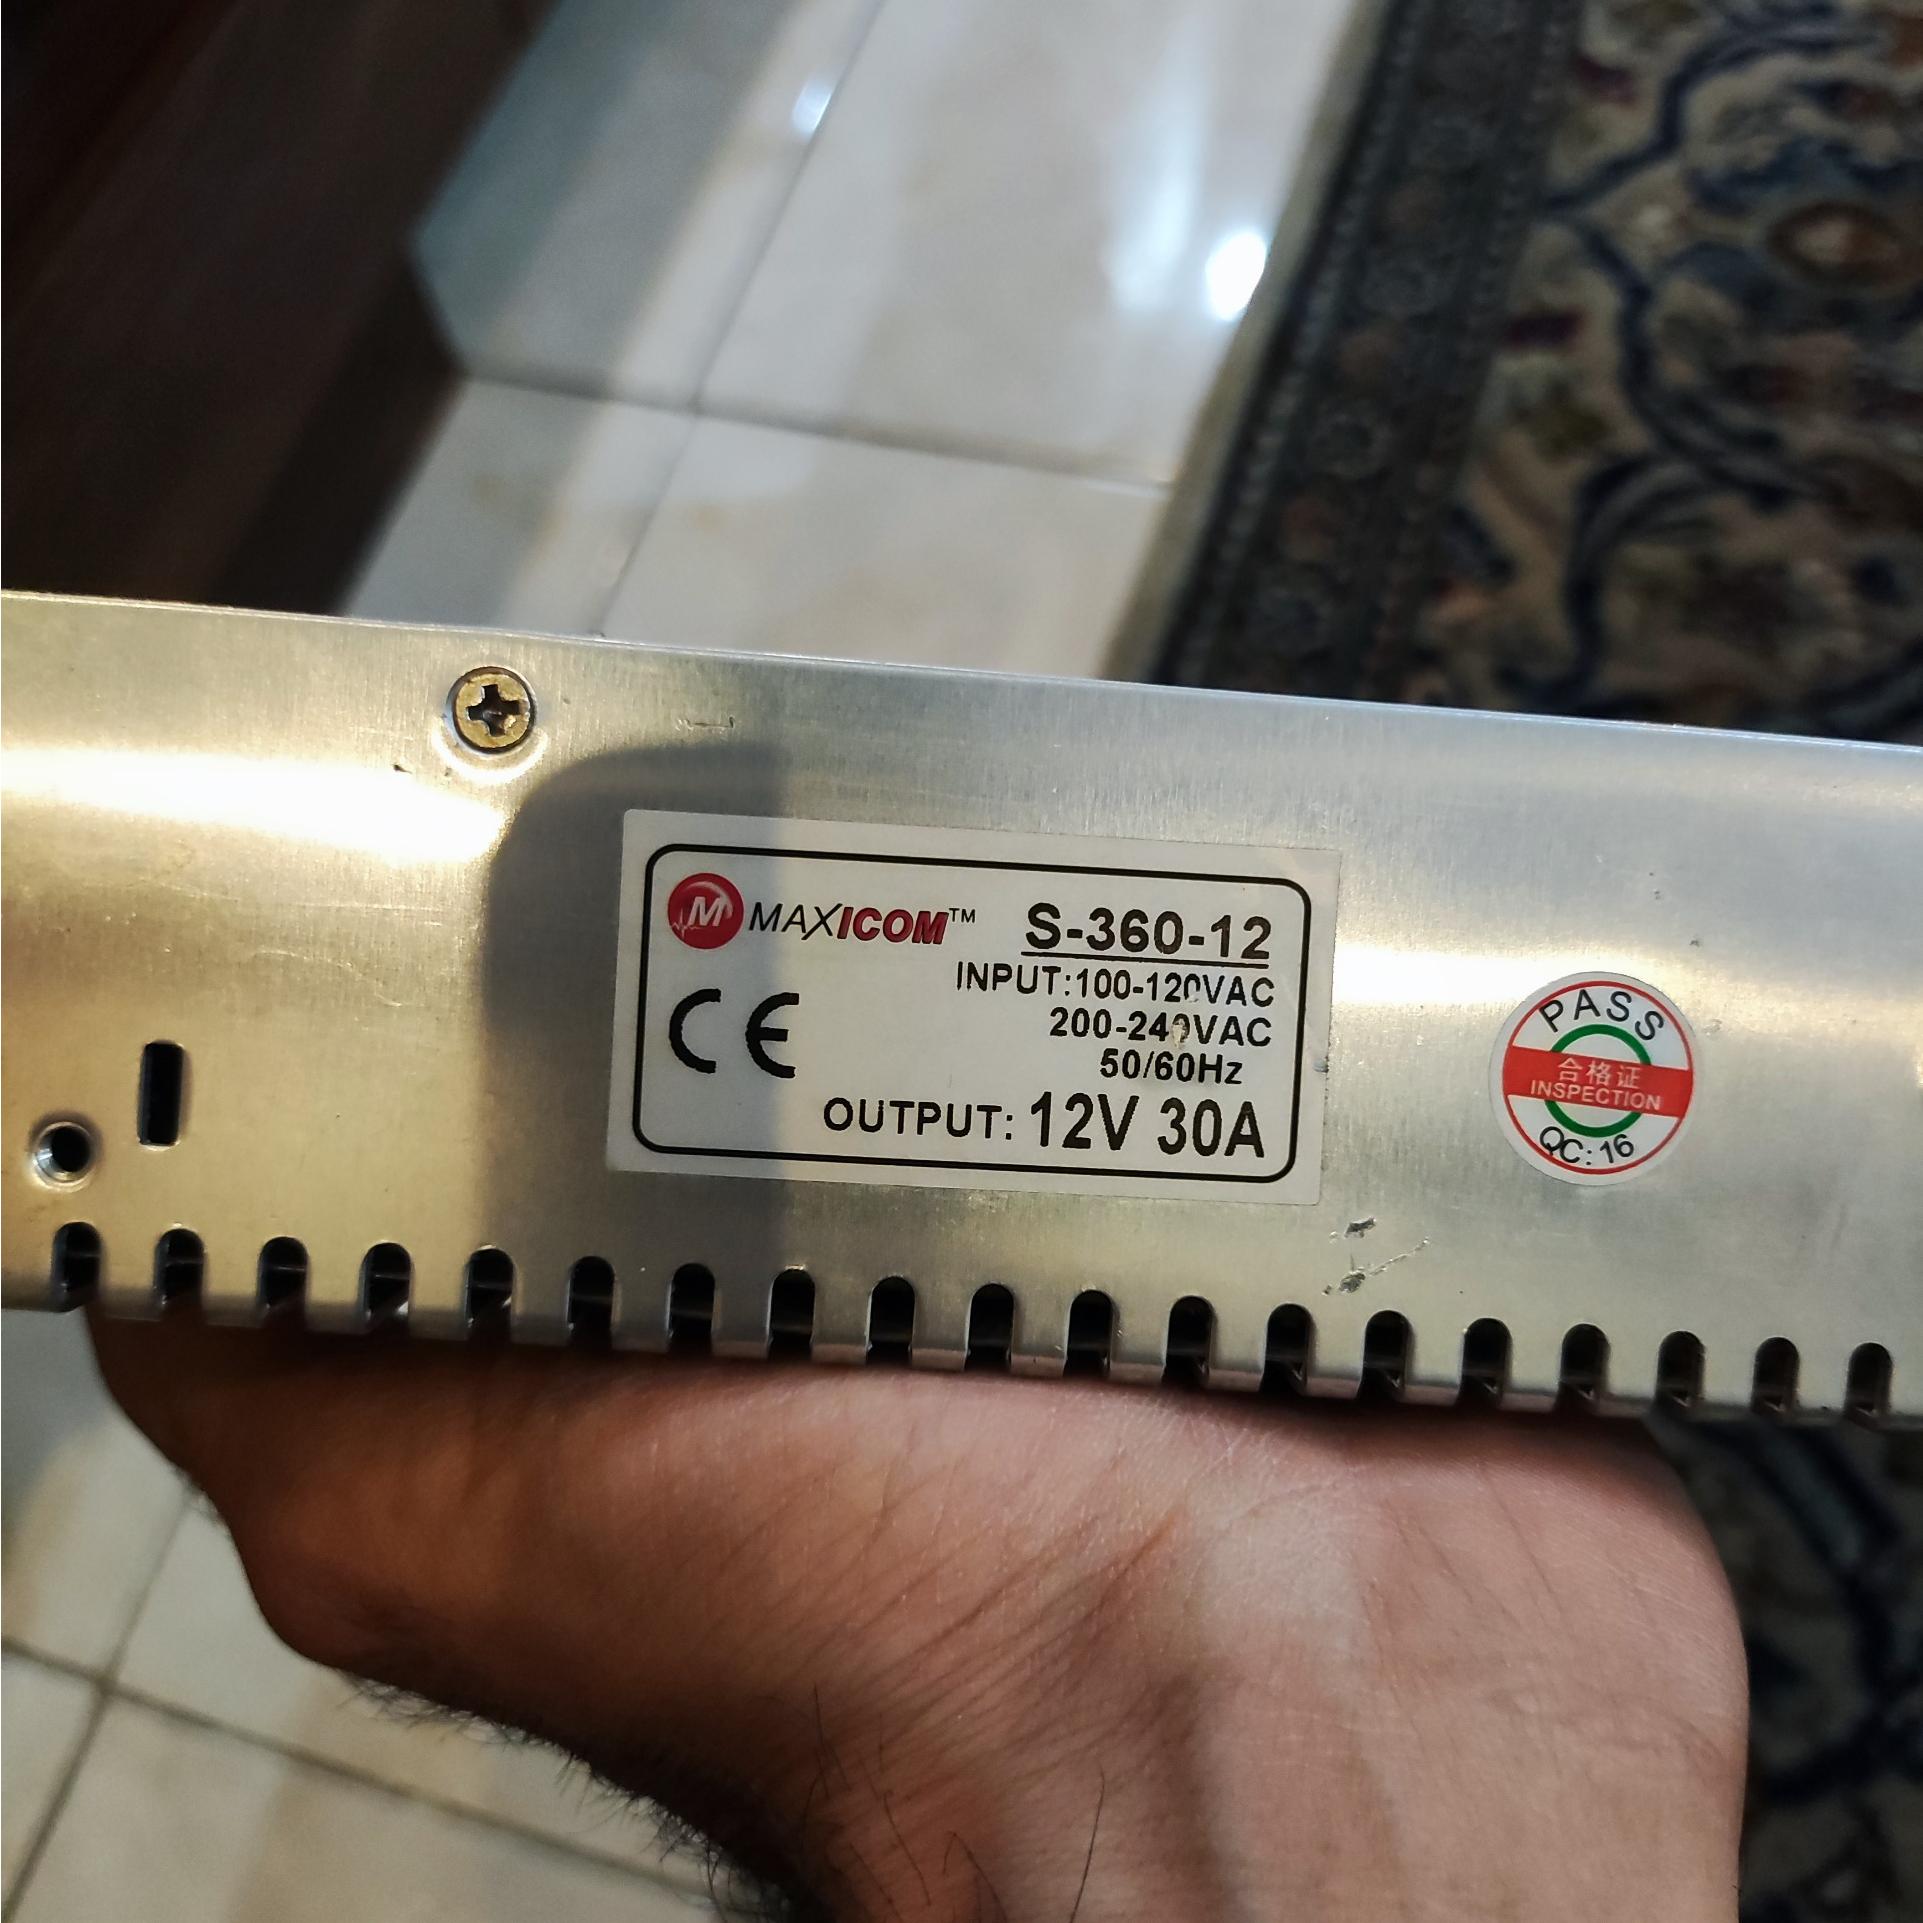 MAXICOM™ S-360-12
INPUT:100-120VAC
200-240VAC
50/60Hz
CE
OUTPUT: 12V 30A
PASS
合格证
INSPECTION
QC:16